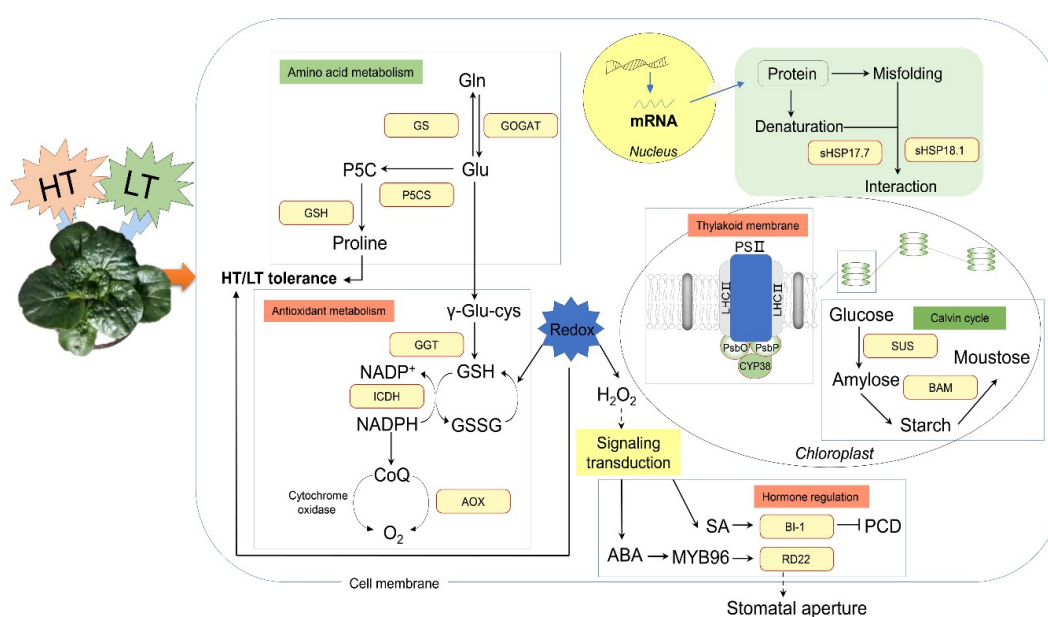 HT
LT
Amino acid metabolism
Gln
GS
GOGAT
P5C
Glu
P5CS
GSH
Proline
HT/LT tolerance
Antioxidant metabolism
γ-Glu-cys
GGT
NADP⁺
GSH
ICDH
NADPH
GSSG
CoQ
Cytochrome
oxidase
AOX
O₂
Cell membrane
Redox
H₂O₂
Signaling
transduction
mRNA
Nucleus
Protein
Misfolding
Denaturation
sHSP17.7
sHSP18.1
Interaction
Thylakoid membrane
PSⅡ
LHCⅡ
LHCⅡ
PsbO
PsbP
CYP38
Glucose
Calvin cycle
SUS
Moustose
Amylose
BAM
Starch
Chloroplast
Hormone regulation
SA
BI-1
PCD
ABA
MYB96
RD22
Stomatal aperture